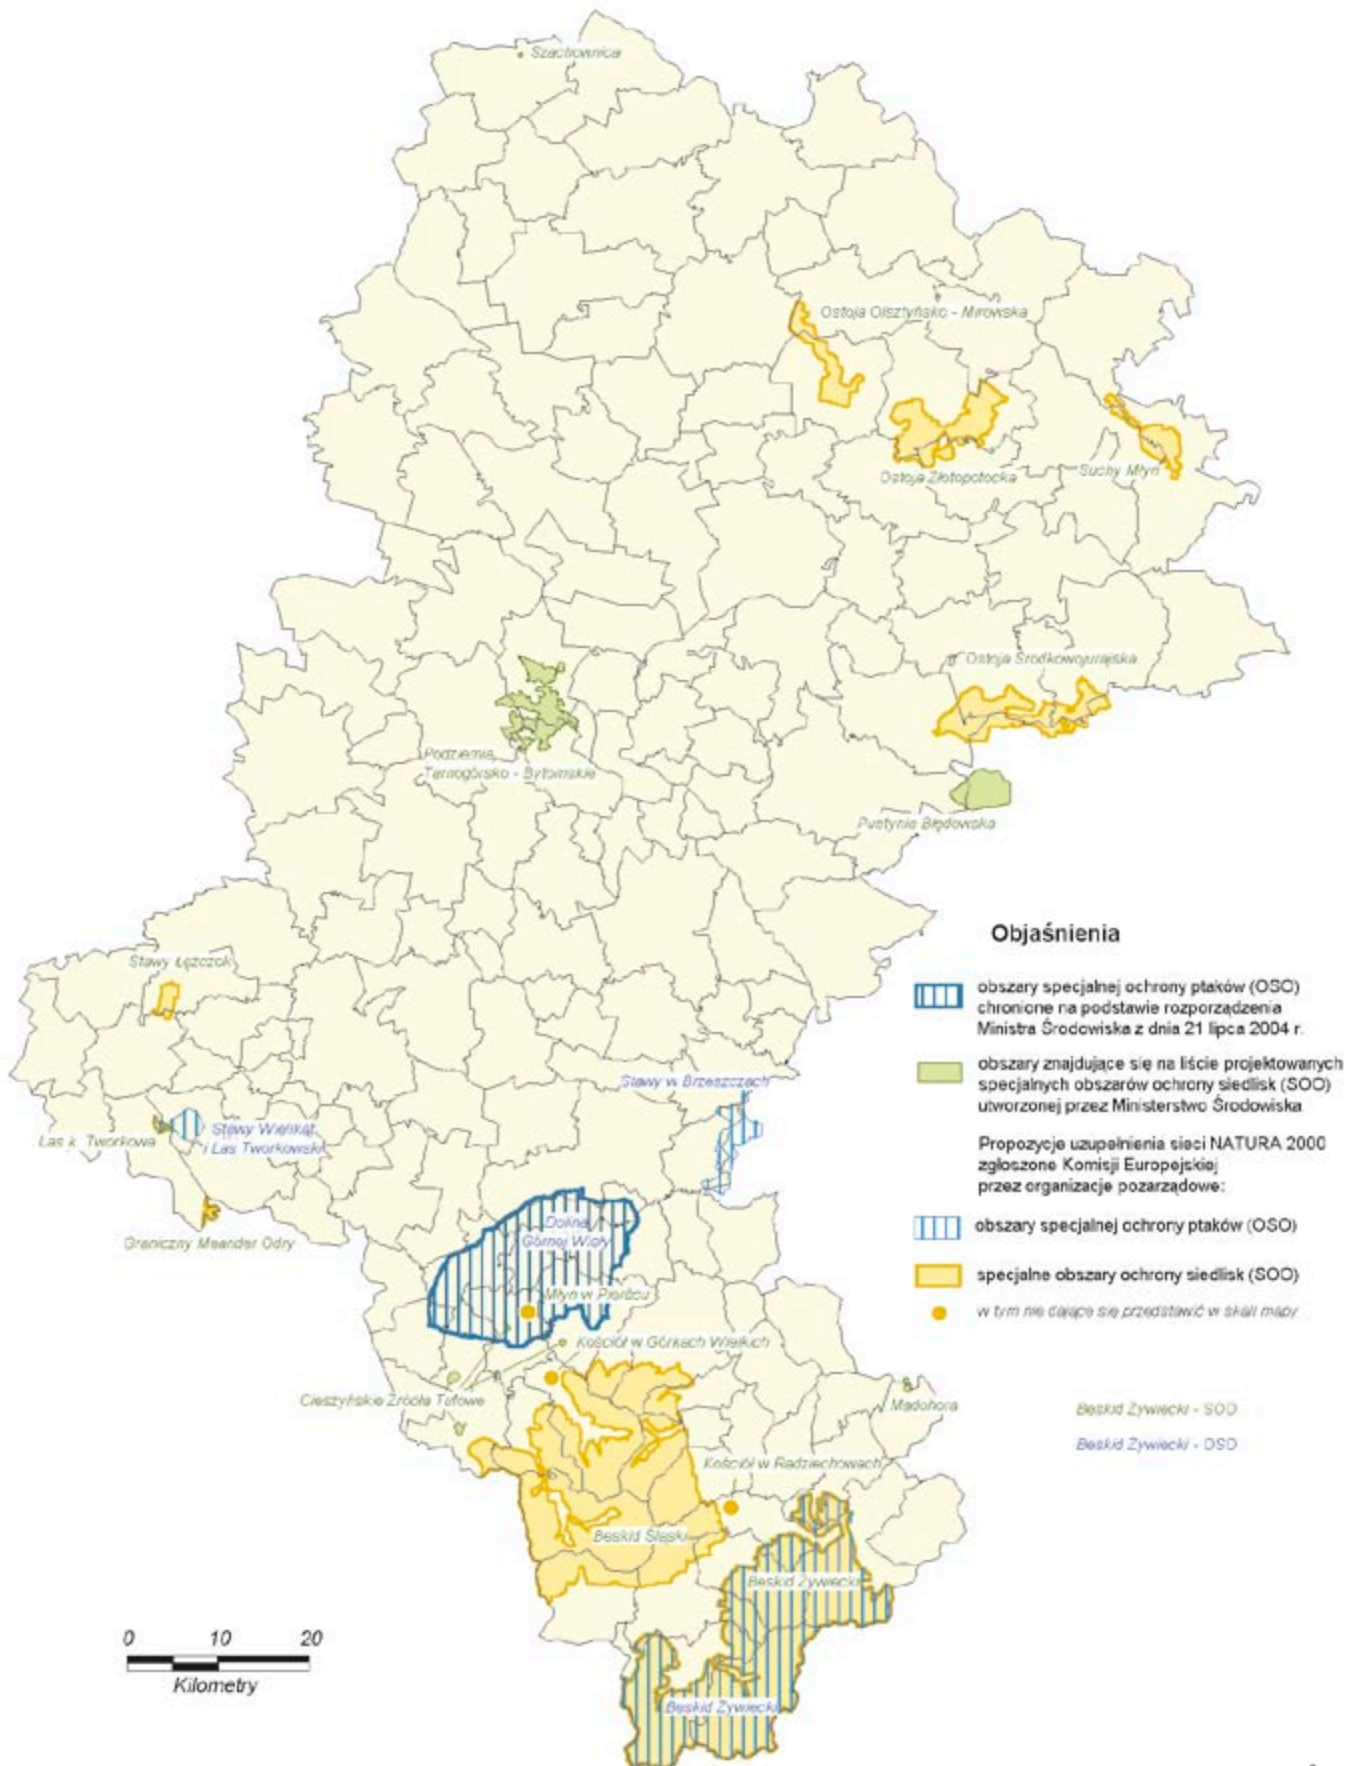 Szachownica
Ostoja Olsztyńsko - Mirowska
Ostoja Złotopotocka
Suchy Młyn
Ostoja Środkowojurajska
Podziemia
Tarnogórsko - Bytomskie
Pustynia Błędowska
Stawy Łężczok
Stawy w Brzeszczach
Las k. Tworkowa
Stawy Wielikąt
i Las Tworkowski
Graniczny Meander Odry
Dolina
Górnej Wisły
Młyn w Pierśćcu
Kościół w Górkach Wielkich
Cieszyńskie Źródła Tufowe
Madohora
Kościół w Radziechowach
Beskid Śląski
Beskid Żywiecki
Beskid Żywiecki
Objaśnienia
obszary specjalnej ochrony ptaków (OSO)
chronione na podstawie rozporządzenia
Ministra Środowiska z dnia 21 lipca 2004 r.
obszary znajdujące się na liście projektowanych
specjalnych obszarów ochrony siedlisk (SOO)
utworzonej przez Ministerstwo Środowiska
Propozycje uzupełnienia sieci NATURA 2000
zgłoszone Komisji Europejskiej
przez organizacje pozarządowe:
obszary specjalnej ochrony ptaków (OSO)
specjalne obszary ochrony siedlisk (SOO)
w tym nie dające się przedstawić w skali mapy
Beskid Żywiecki - SOO
Beskid Żywiecki - OSO
0 10 20
Kilometry